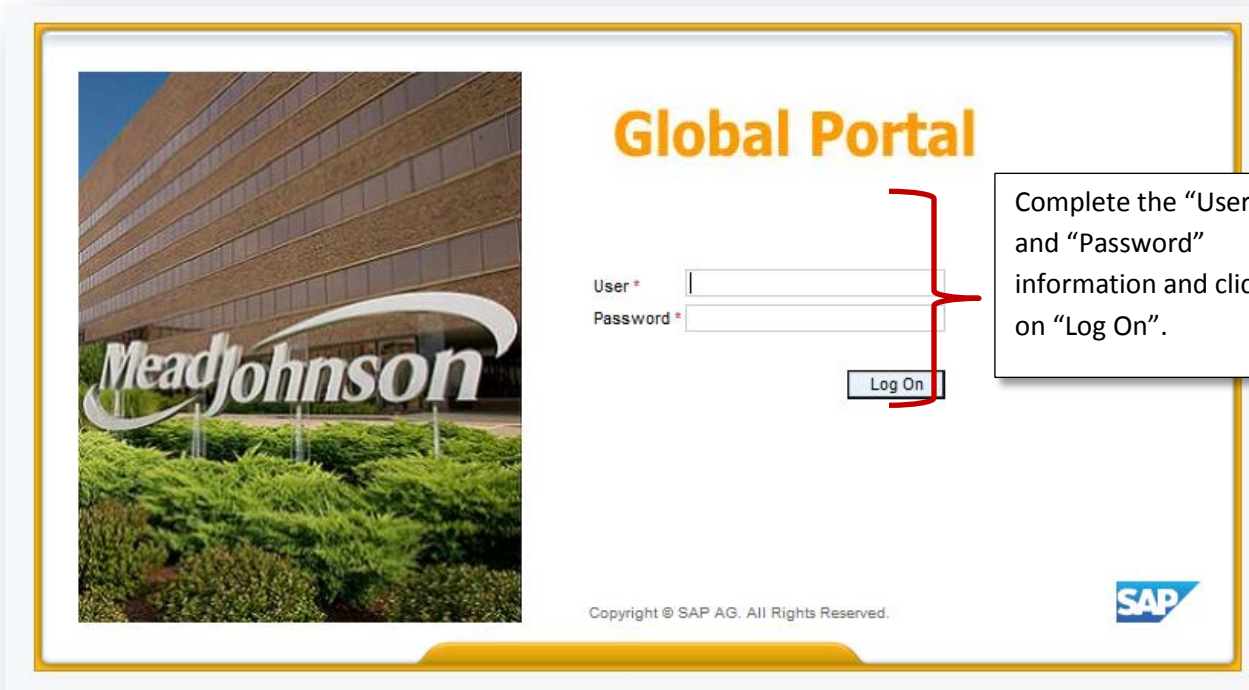 Global Portal
MeadJohnson
User *
Password *
Log On
Complete the “User
and “Password”
information and clic
on “Log On”.
Copyright © SAP AG. All Rights Reserved.
SAP